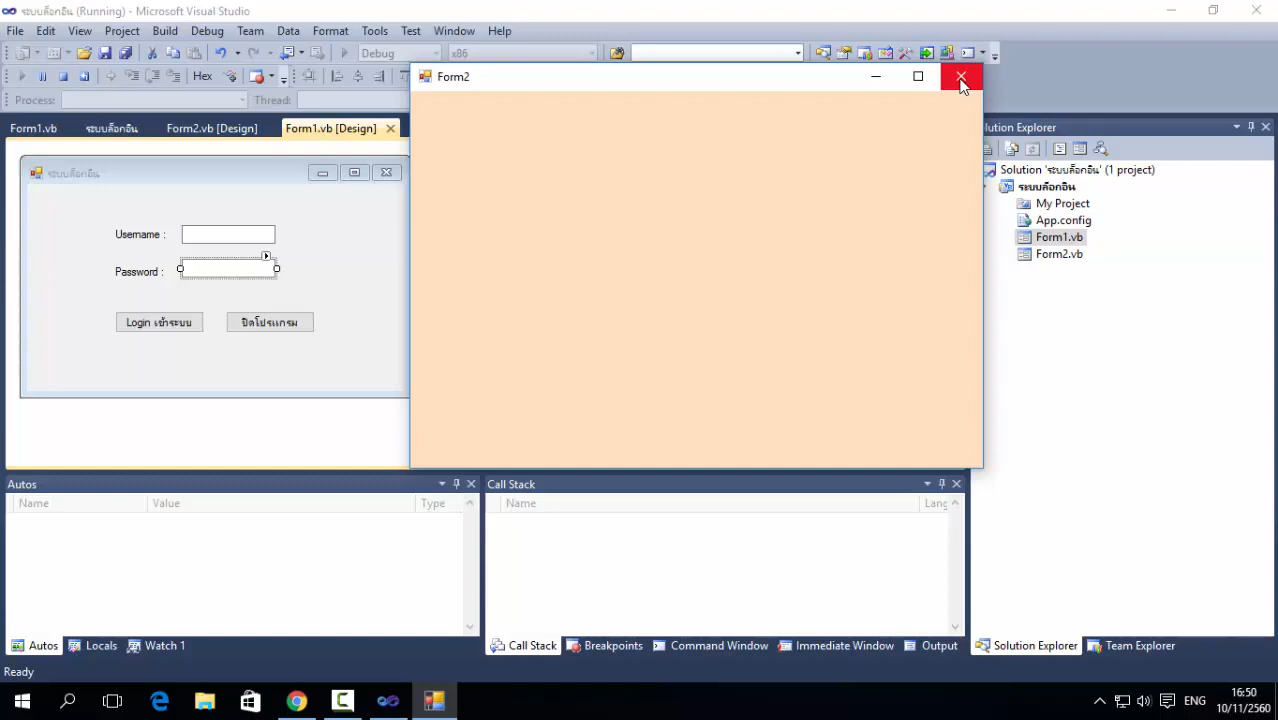 ระบบล็อกอิน (Running) - Microsoft Visual Studio
File Edit View Project Build Debug Team Data Format Tools Test Window Help
Debug x86
Hex
Process: Thread:
Form2
Form1.vb ระบบล็อกอิน Form2.vb [Design] Form1.vb [Design]
olution Explorer
ระบบล็อกอิน
Username :
Password :
Login เข้าระบบ ปิดโปรแกรม
Solution 'ระบบล็อกอิน' (1 project)
ระบบล็อกอิน
My Project
App.config
Form1.vb
Form2.vb
Autos
Name Value Type
Call Stack
Name Lang
Autos Locals Watch 1
Call Stack Breakpoints Command Window Immediate Window Output
Solution Explorer Team Explorer
Ready
ENG
16:50
10/11/2560